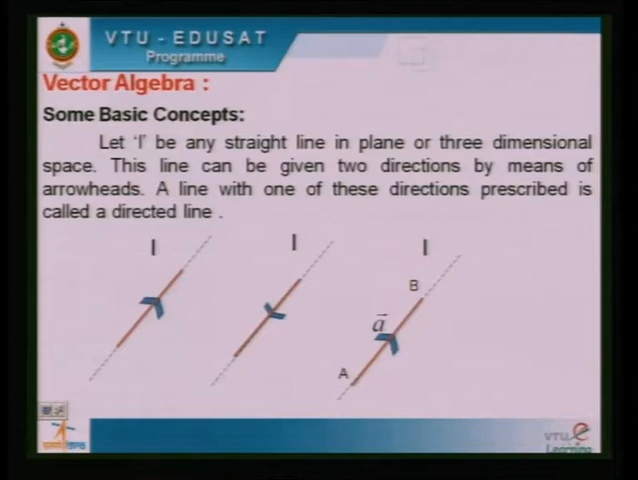 VTU - EDUSAT
Programme
Vector Algebra :
Some Basic Concepts:
Let 'l' be any straight line in plane or three dimensional
space. This line can be given two directions by means of
arrowheads. A line with one of these directions prescribed is
called a directed line .
l l l
B
a⃗
A
VTU e
Learning